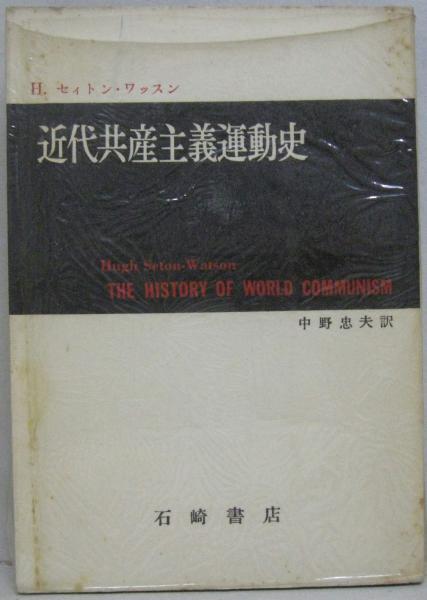 H. セィトン・ワッスン
近代共産主義運動史
Hugh Seton-Watson
THE HISTORY OF WORLD COMMUNISM
中野忠夫訳
石崎書店